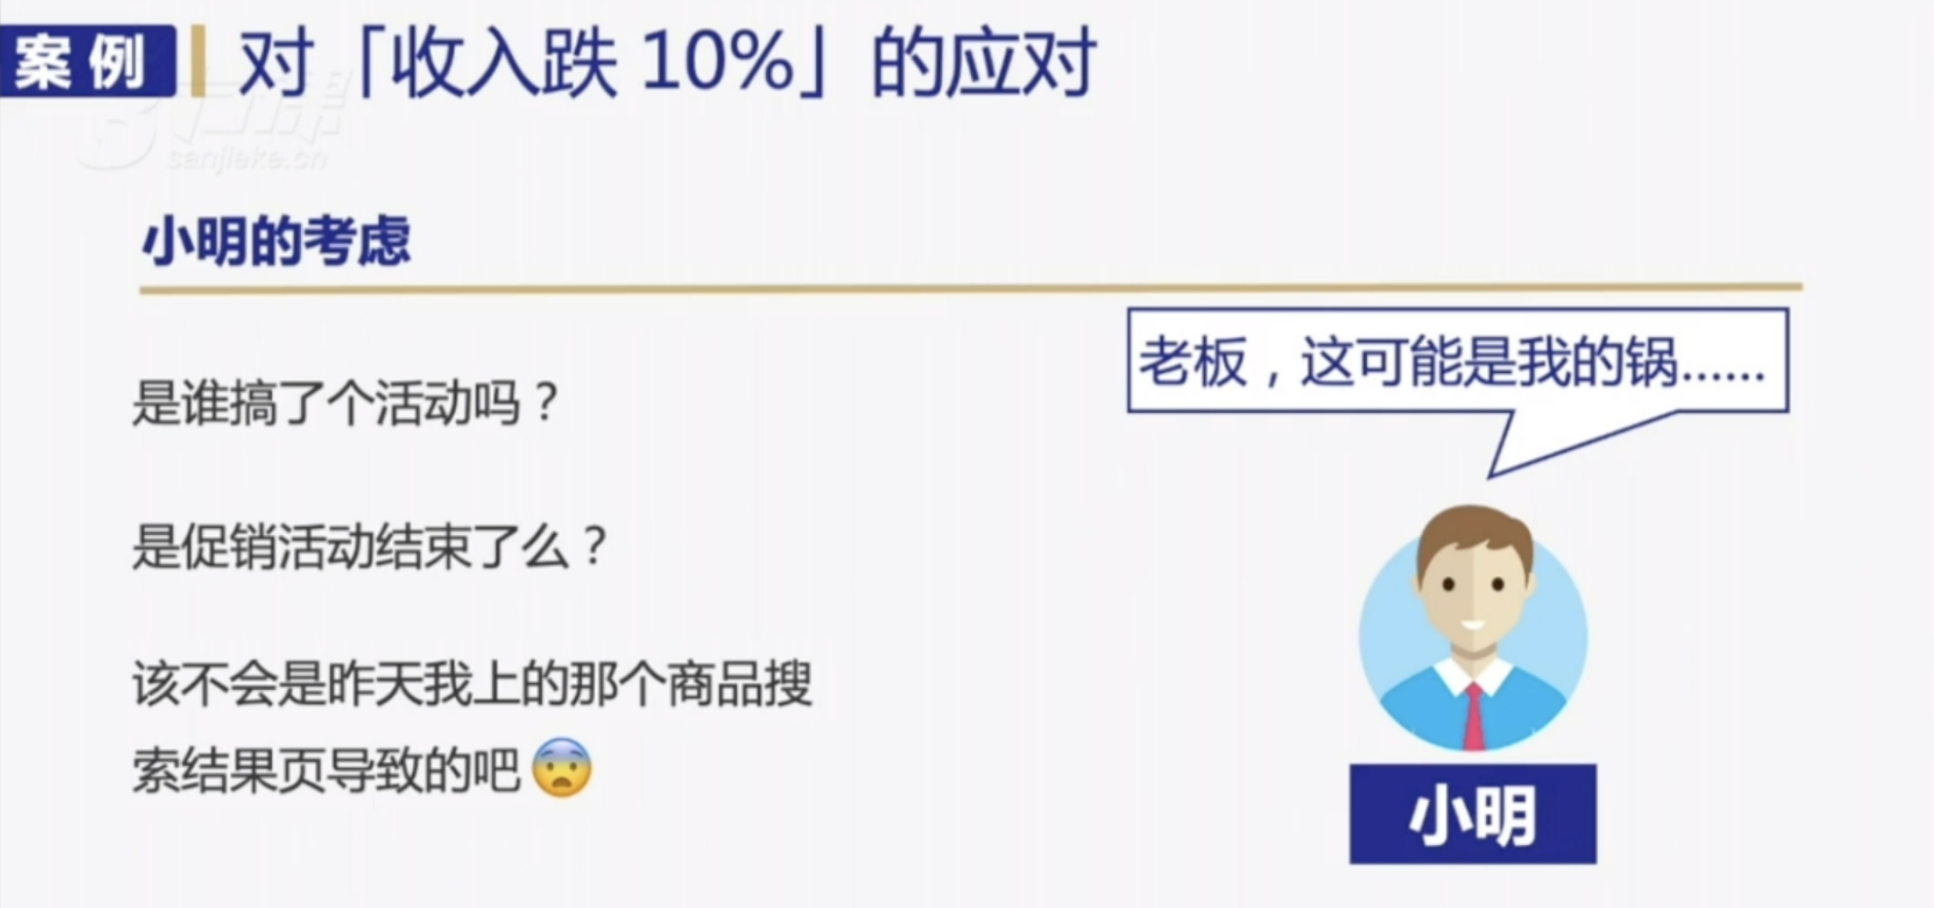 案例
对「收入跌 10%」的应对
三节课
sanjieke.cn
小明的考虑
老板，这可能是我的锅......
是谁搞了个活动吗？
是促销活动结束了么？
该不会是昨天我上的那个商品搜
索结果页导致的吧
小明